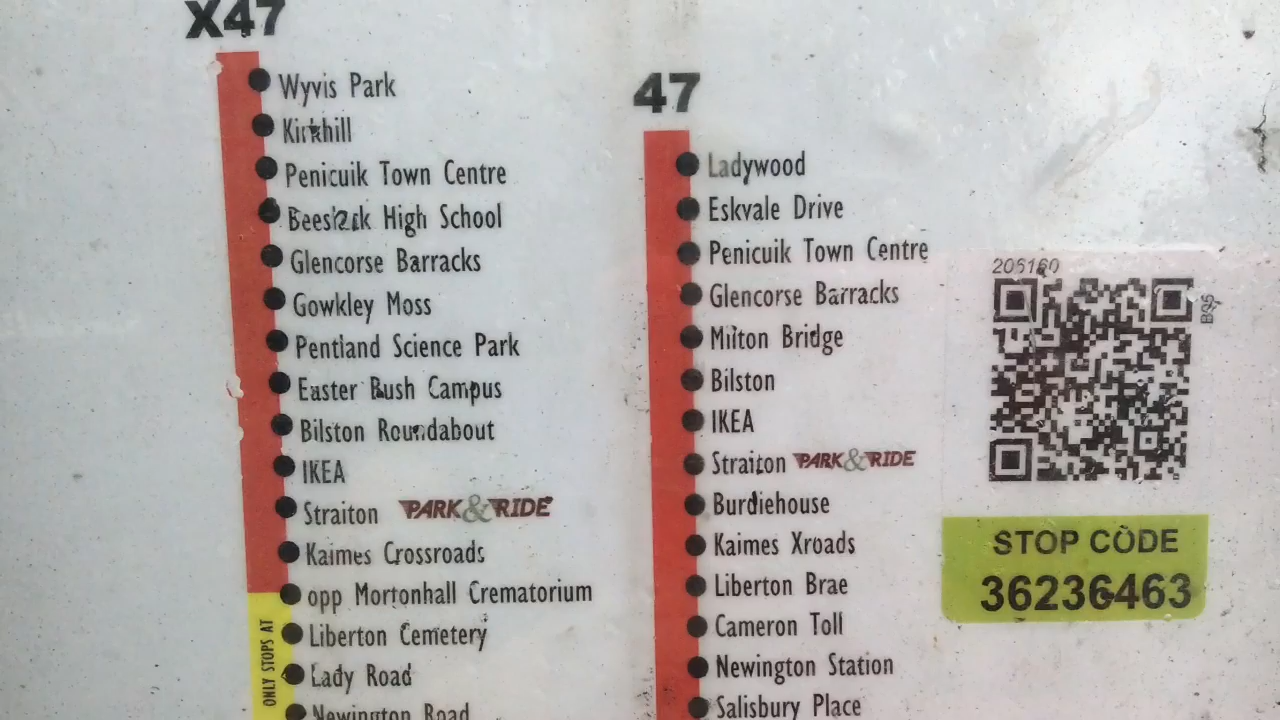 X47
Wyvis Park
Kirkhill
Penicuik Town Centre
Beeslack High School
Glencorse Barracks
Gowkley Moss
Pentland Science Park
Easter Bush Campus
Bilston Roundabout
IKEA
Straiton PARK&RIDE
Kaimes Crossroads
opp Mortonhall Crematorium
ONLY STOPS AT
Liberton Cemetery
Lady Road
Newington Road
47
Ladywood
Eskvale Drive
Penicuik Town Centre
Glencorse Barracks
Milton Bridge
Bilston
IKEA
Straiton PARK&RIDE
Burdiehouse
Kaimes Xroads
Liberton Brae
Cameron Toll
Newington Station
Salisbury Place
206160
STOP CODE
36236463